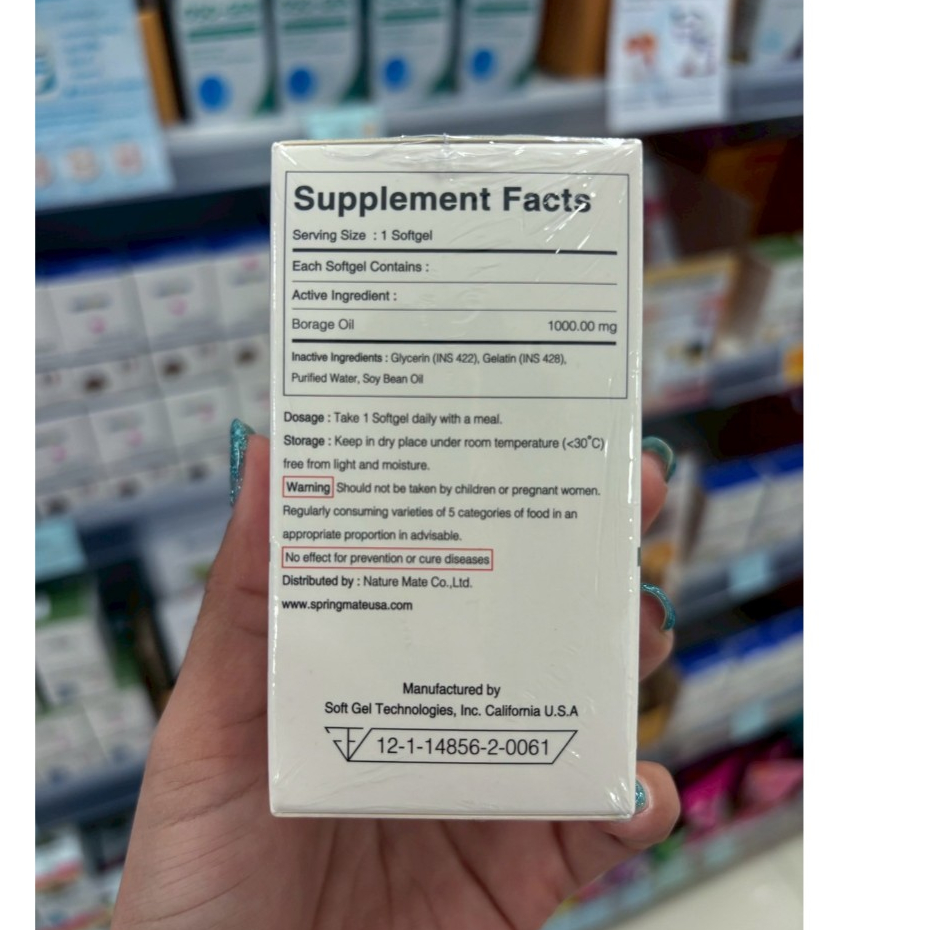 Supplement Facts
Serving Size : 1 Softgel
Each Softgel Contains :
Active Ingredient :
Borage Oil 1000.00 mg
Inactive Ingredients : Glycerin (INS 422), Gelatin (INS 428),
Purified Water, Soy Bean Oil
Dosage : Take 1 Softgel daily with a meal.
Storage : Keep in dry place under room temperature (<30°C)
free from light and moisture.
Warning Should not be taken by children or pregnant women.
Regularly consuming varieties of 5 categories of food in an
appropriate proportion in advisable.
No effect for prevention or cure diseases
Distributed by : Nature Mate Co.,Ltd.
www.springmateusa.com
Manufactured by
Soft Gel Technologies, Inc. California U.S.A
12-1-14856-2-0061